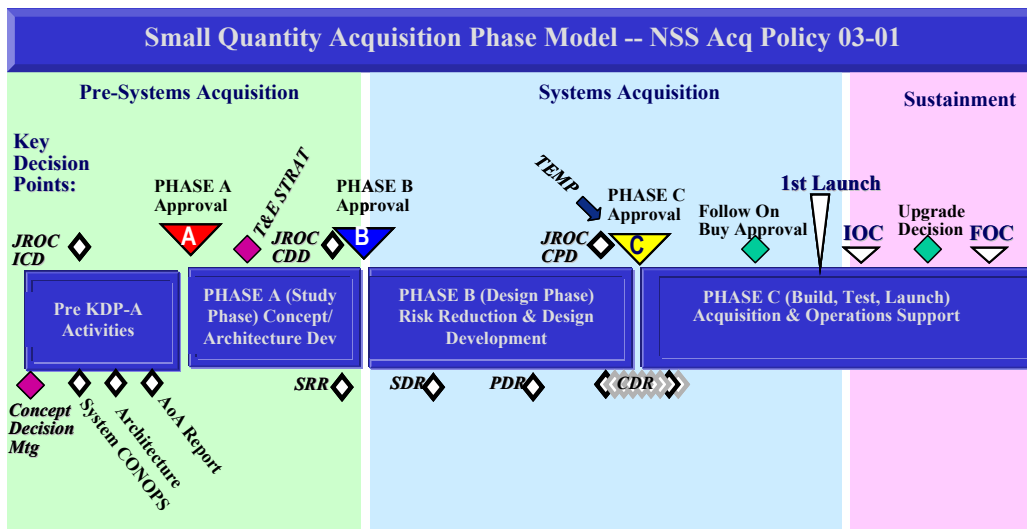 Small Quantity Acquisition Phase Model -- NSS Acq Policy 03-01
Pre-Systems Acquisition
Systems Acquisition
Sustainment
Key
Decision
Points:
PHASE A
Approval
A
T&E STRAT
PHASE B
Approval
B
TEMP
PHASE C
Approval
C
Follow On
Buy Approval
1st Launch
IOC
Upgrade
Decision
FOC
JROC
ICD
JROC
CDD
JROC
CPD
Pre KDP-A
Activities
PHASE A (Study
Phase) Concept/
Architecture Dev
PHASE B (Design Phase)
Risk Reduction & Design
Development
PHASE C (Build, Test, Launch)
Acquisition & Operations Support
SRR
SDR
PDR
CDR
Concept
Decision
Mtg
System CONOPS
Architecture
AoA Report